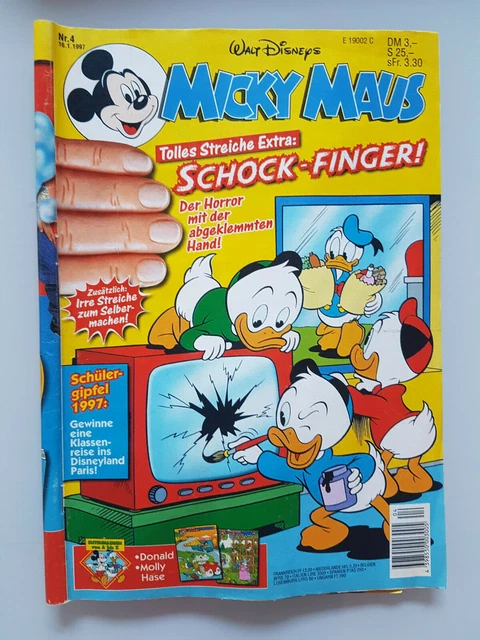 Nr. 4
16.1.1997
Walt Disneys
E 19002 C
DM 3,–
S 25,–
sFr. 3.30
MICKY MAUS
Tolles Streiche Extra:
SCHOCK-FINGER!
Der Horror
mit der
abgeklemmten
Hand!
Zusätzlich:
Irre Streiche
zum Selber-
machen!
Schüler-
gipfel
1997:
Gewinne
eine
Klassen-
reise ins
Disneyland
Paris!
•Donald
•Molly
Hase
04